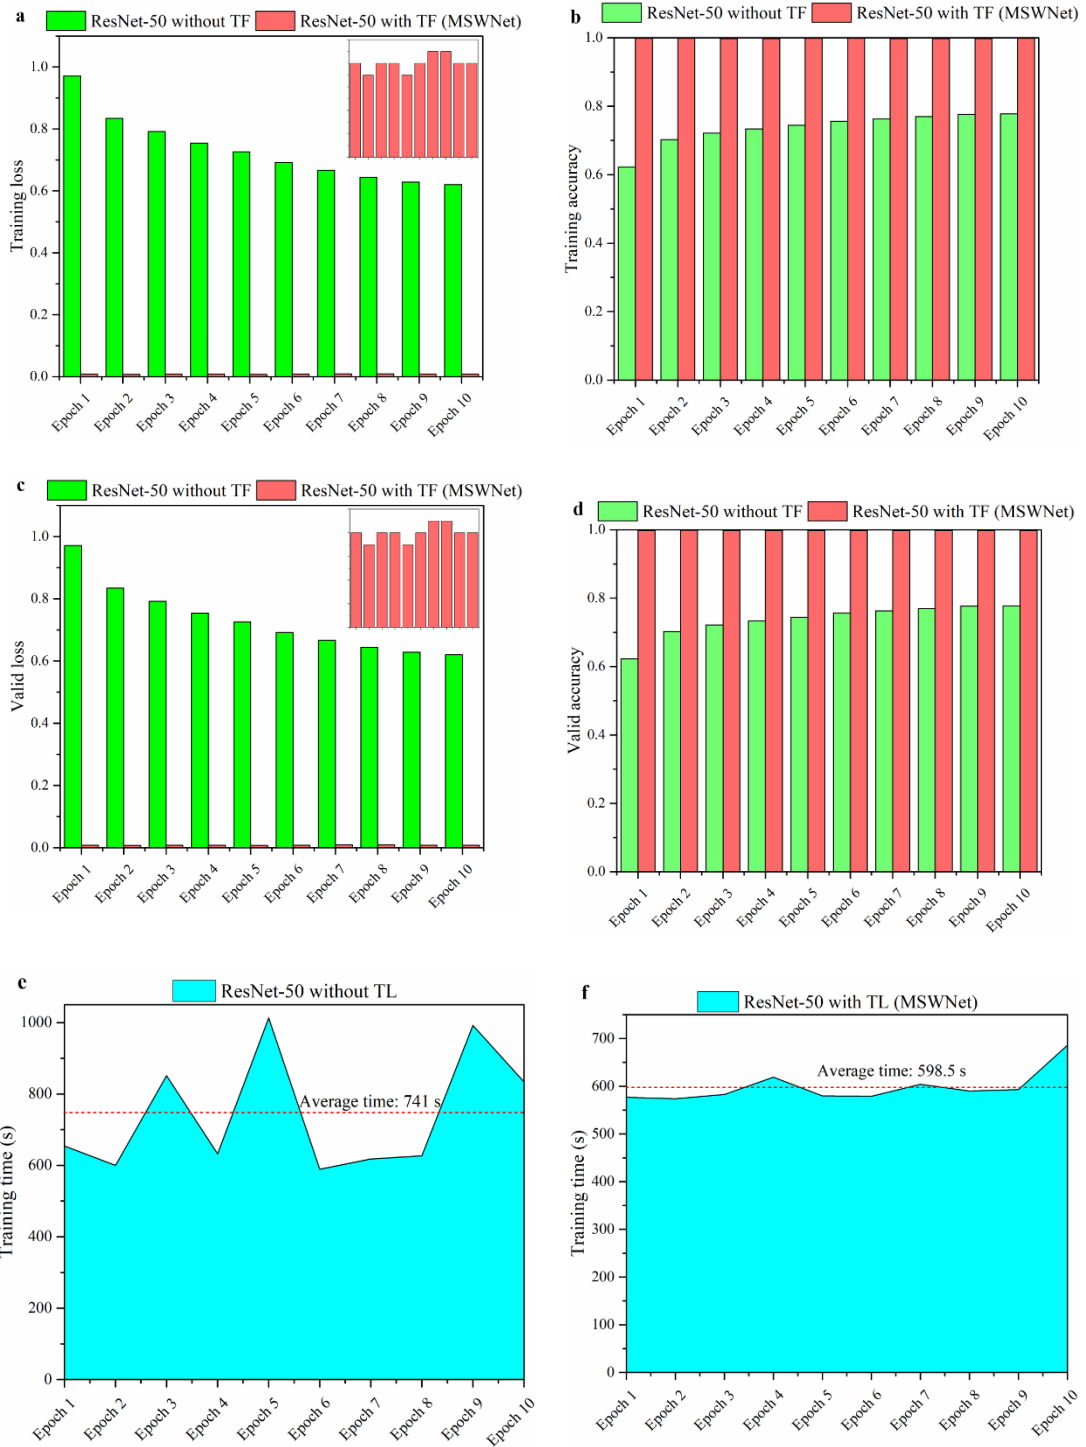 a
ResNet-50 without TF
ResNet-50 with TF (MSWNet)
Training loss
1.0
0.8
0.6
0.4
0.2
0.0
Epoch 1
Epoch 2
Epoch 3
Epoch 4
Epoch 5
Epoch 6
Epoch 7
Epoch 8
Epoch 9
Epoch 10
b
ResNet-50 without TF
ResNet-50 with TF (MSWNet)
Training accuracy
1.0
0.8
0.6
0.4
0.2
0.0
Epoch 1
Epoch 2
Epoch 3
Epoch 4
Epoch 5
Epoch 6
Epoch 7
Epoch 8
Epoch 9
Epoch 10
c
ResNet-50 without TF
ResNet-50 with TF (MSWNet)
Valid loss
1.0
0.8
0.6
0.4
0.2
0.0
Epoch 1
Epoch 2
Epoch 3
Epoch 4
Epoch 5
Epoch 6
Epoch 7
Epoch 8
Epoch 9
Epoch 10
d
ResNet-50 without TF
ResNet-50 with TF (MSWNet)
Valid accuracy
1.0
0.8
0.6
0.4
0.2
0.0
Epoch 1
Epoch 2
Epoch 3
Epoch 4
Epoch 5
Epoch 6
Epoch 7
Epoch 8
Epoch 9
Epoch 10
e
ResNet-50 without TL
Training time (s)
1000
800
600
400
200
0
Average time: 741 s
Epoch 1
Epoch 2
Epoch 3
Epoch 4
Epoch 5
Epoch 6
Epoch 7
Epoch 8
Epoch 9
Epoch 10
f
ResNet-50 with TL (MSWNet)
Training time (s)
700
600
500
400
300
200
100
0
Average time: 598.5 s
Epoch 1
Epoch 2
Epoch 3
Epoch 4
Epoch 5
Epoch 6
Epoch 7
Epoch 8
Epoch 9
Epoch 10